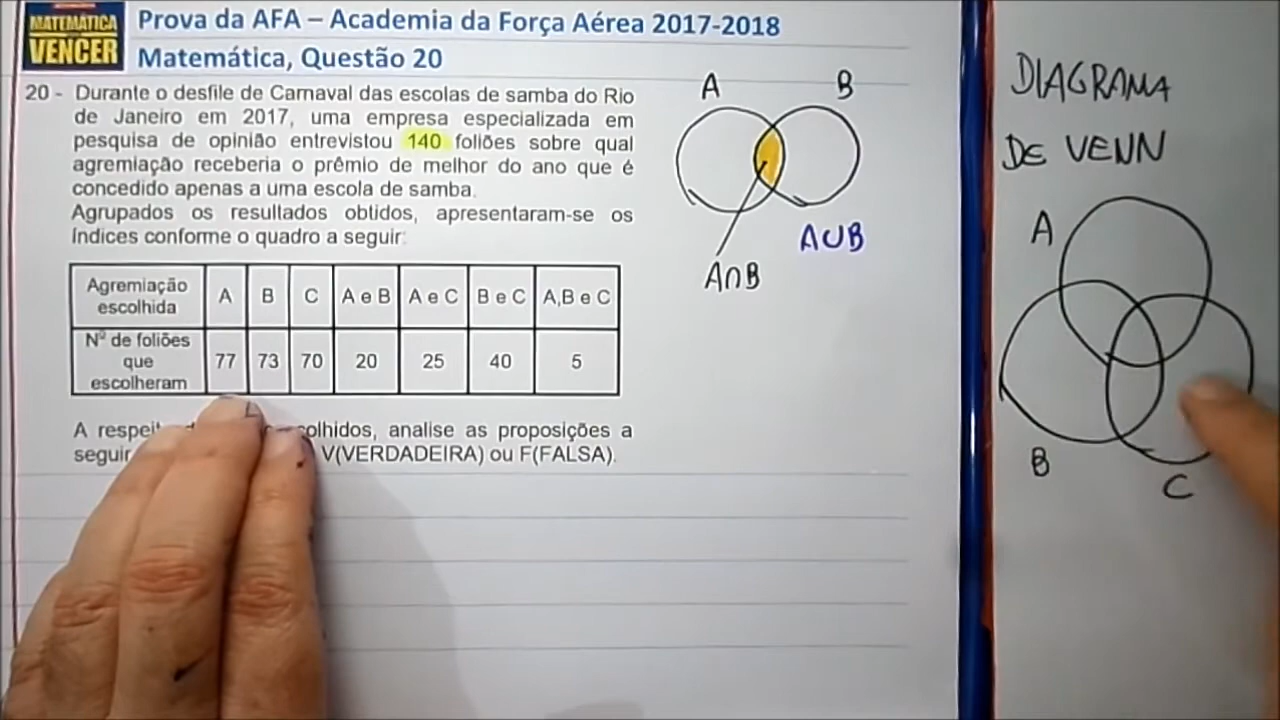 MATEMÁTICA
VENCER
Prova da AFA – Academia da Força Aérea 2017-2018
Matemática, Questão 20
20 - Durante o desfile de Carnaval das escolas de samba do Rio
de Janeiro em 2017, uma empresa especializada em
pesquisa de opinião entrevistou 140 foliões sobre qual
agremiação receberia o prêmio de melhor do ano que é
concedido apenas a uma escola de samba.
Agrupados os resultados obtidos, apresentaram-se os
índices conforme o quadro a seguir:
Agremiação
escolhida
A B C A e B A e C B e C A,B e C
Nº de foliões
que
escolheram
77 73 70 20 25 40 5
A colhidos, analise as proposições a
seguir V(VERDADEIRA) ou F(FALSA).
A B
A∩B
A∪B
DIAGRAMA
DE VENN
A
B
C